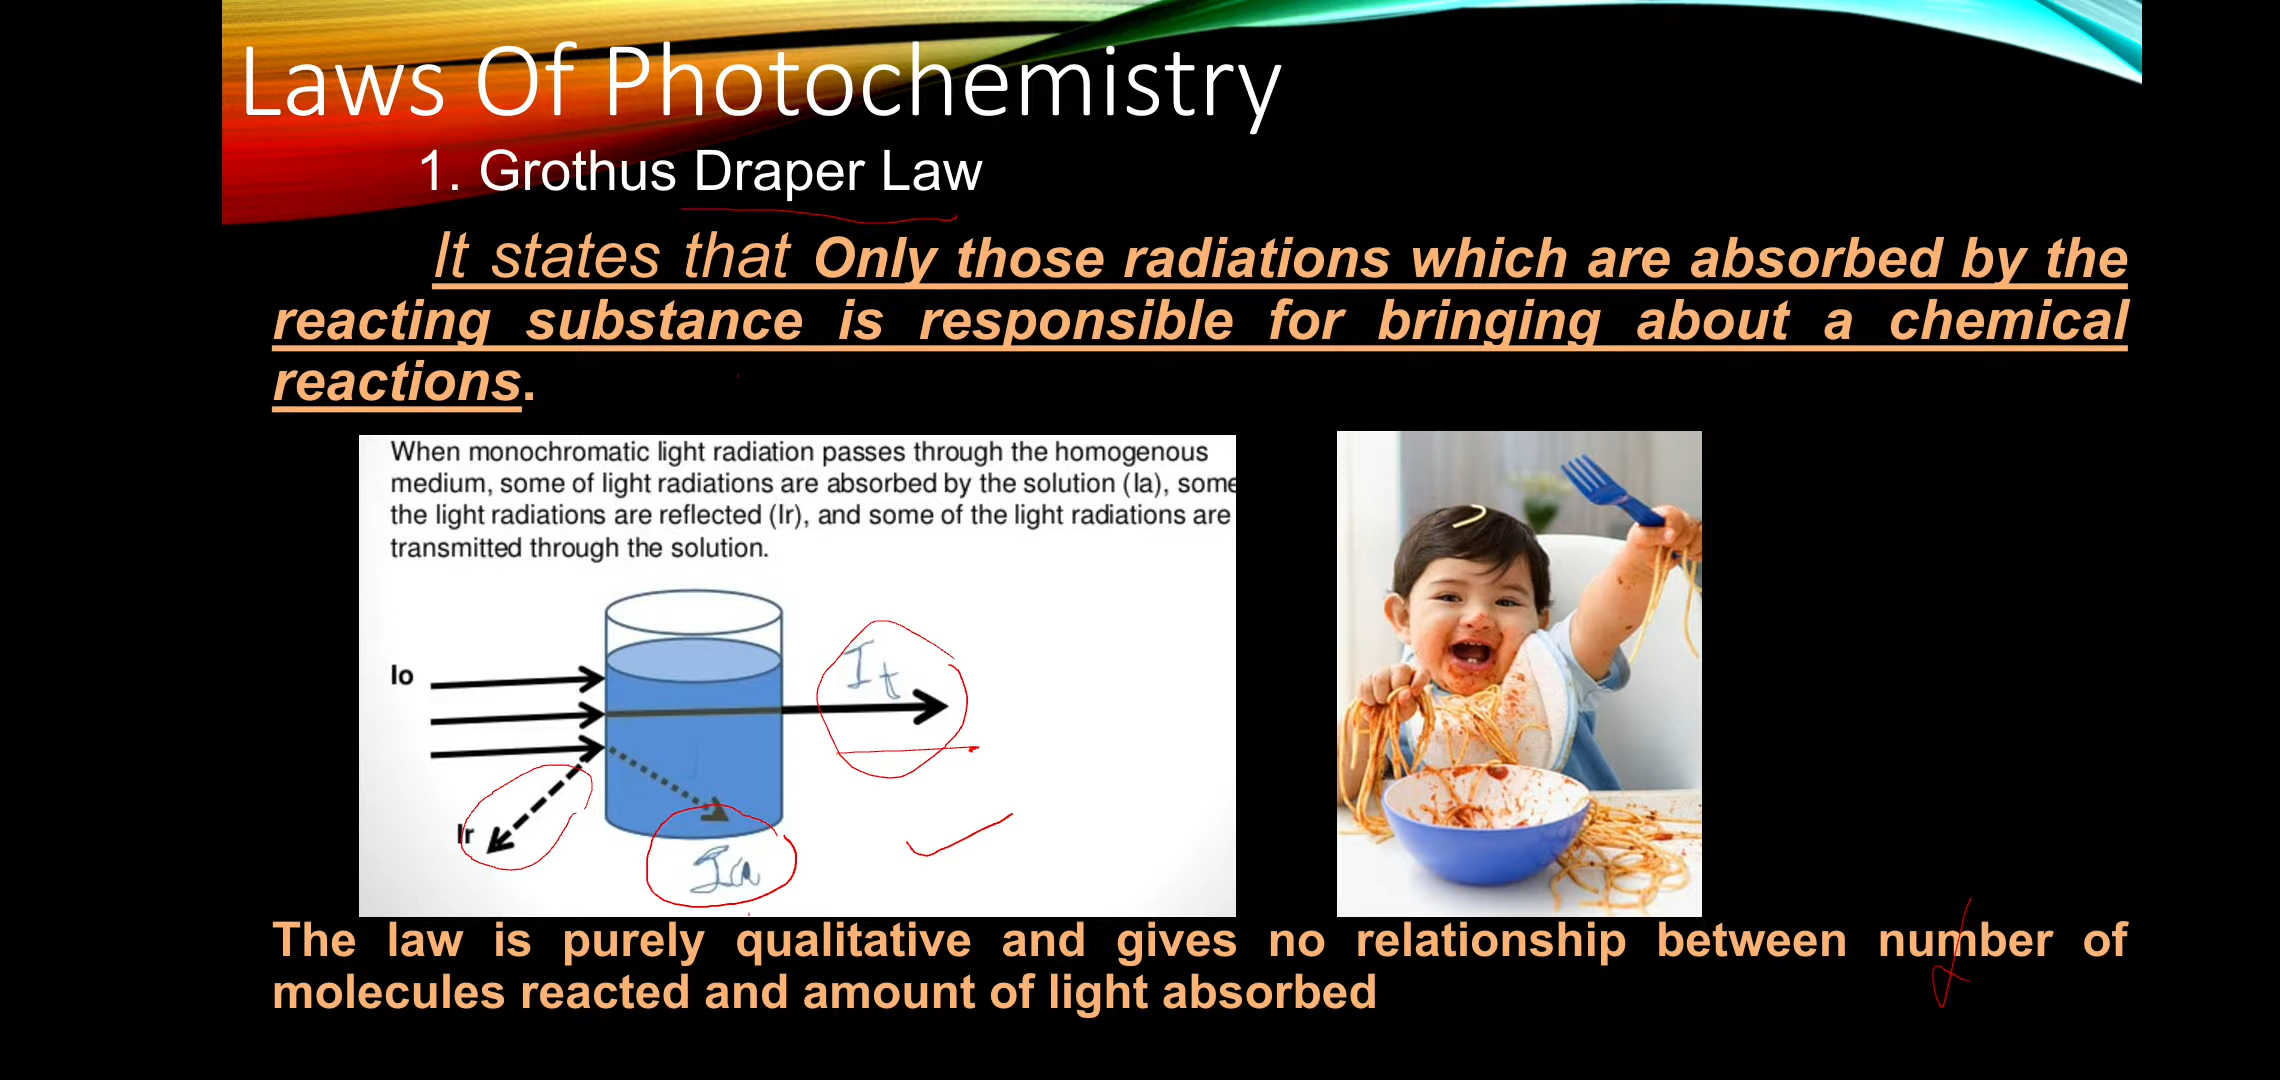 Laws Of Photochemistry
1. Grothus Draper Law
It states that Only those radiations which are absorbed by the
reacting substance is responsible for bringing about a chemical
reactions.
When monochromatic light radiation passes through the homogenous
medium, some of light radiations are absorbed by the solution (Ia), some
the light radiations are reflected (Ir), and some of the light radiations are
transmitted through the solution.
It
Io
Ir
Ia
The law is purely qualitative and gives no relationship between number of
molecules reacted and amount of light absorbed